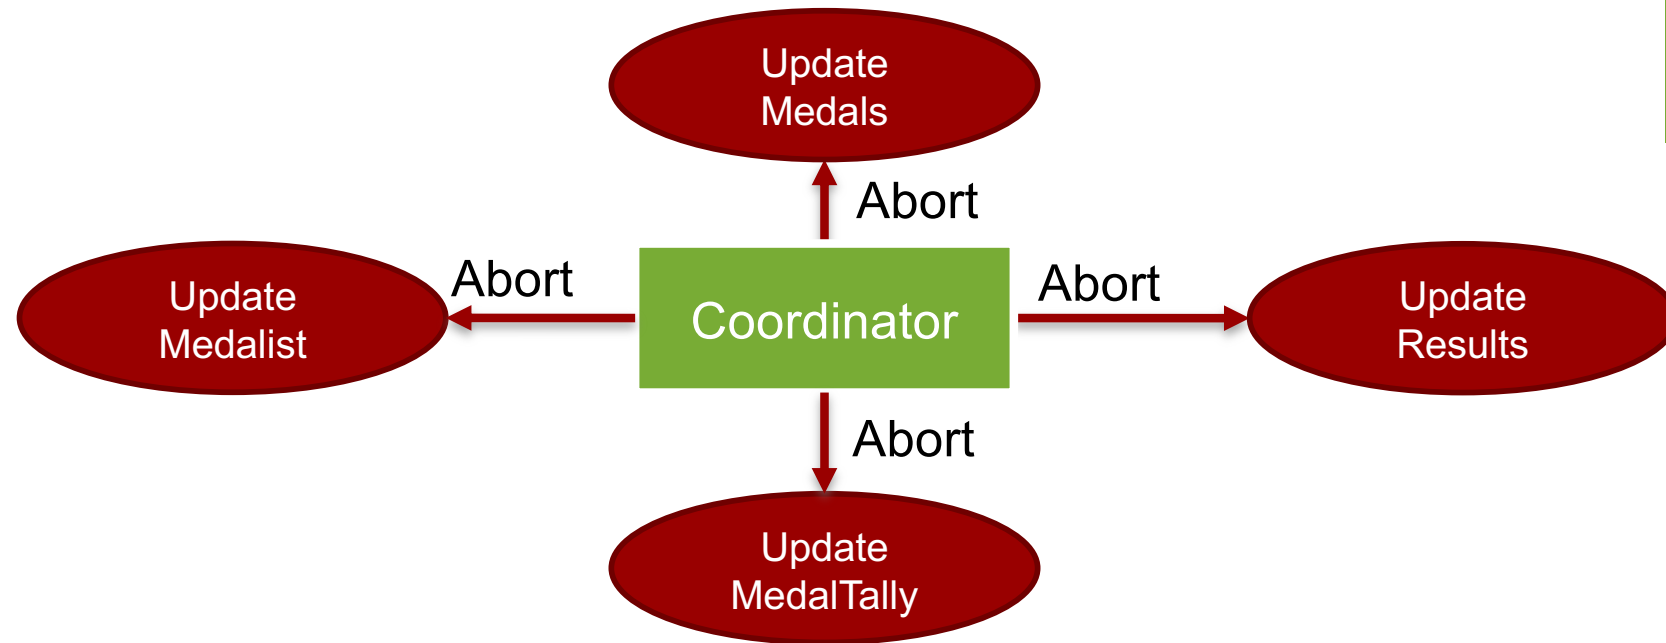 Update
Medals
Abort
Update
Medalist
Abort
Coordinator
Abort
Update
Results
Abort
Update
MedalTally